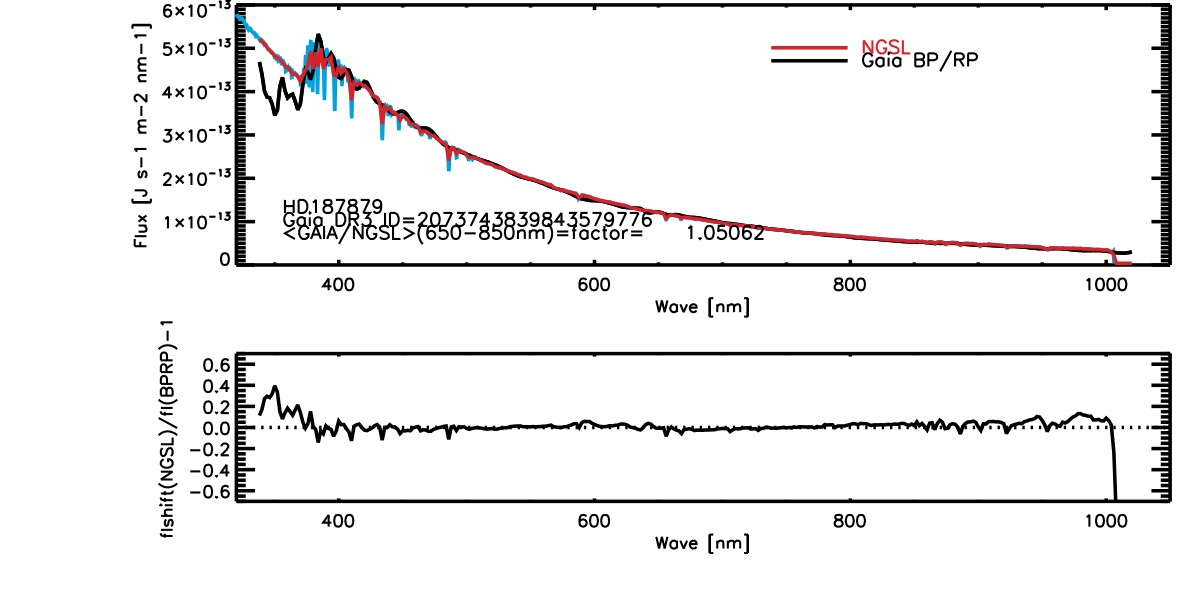 6×10−13
5×10−13
4×10−13
3×10−13
2×10−13
1×10−13
0
Flux [J s−1 m−2 nm−1]
NGSL
Gaia BP/RP
HD187879
Gaia DR3 ID=2073743839843579776
<GAIA/NGSL>(650−850nm)=factor= 1.05062
400 600 800 1000
Wave [nm]
flshift(NGSL)/fl(BPRP)−1
0.6
0.4
0.2
0.0
−0.2
−0.4
−0.6
400 600 800 1000
Wave [nm]